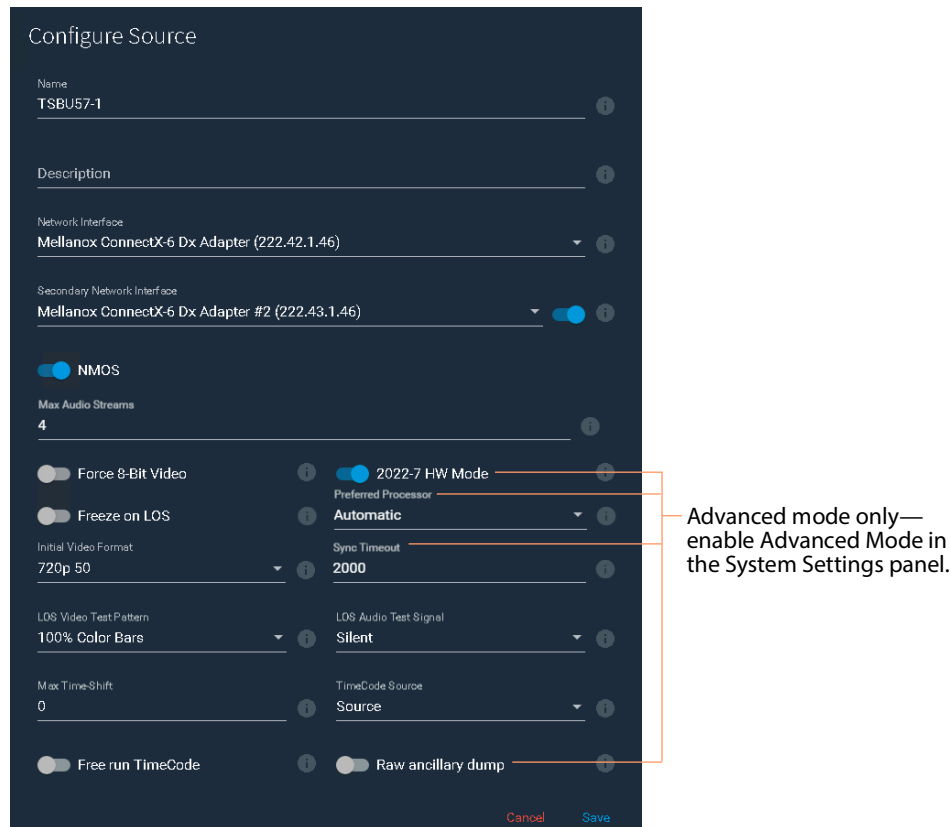 Configure Source
Name
TSBU57-1
Description
Network Interface
Mellanox ConnectX-6 Dx Adapter (222.42.1.46)
Secondary Network Interface
Mellanox ConnectX-6 Dx Adapter #2 (222.43.1.46)
NMOS
Max Audio Streams
4
Force 8-Bit Video
2022-7 HW Mode
Preferred Processor
Freeze on LOS
Automatic
Initial Video Format
Sync Timeout
720p 50
2000
LOS Video Test Pattern
LOS Audio Test Signal
100% Color Bars
Silent
Max Time-Shift
TimeCode Source
0
Source
Free run TimeCode
Raw ancillary dump
Cancel
Save
Advanced mode only—
enable Advanced Mode in
the System Settings panel.